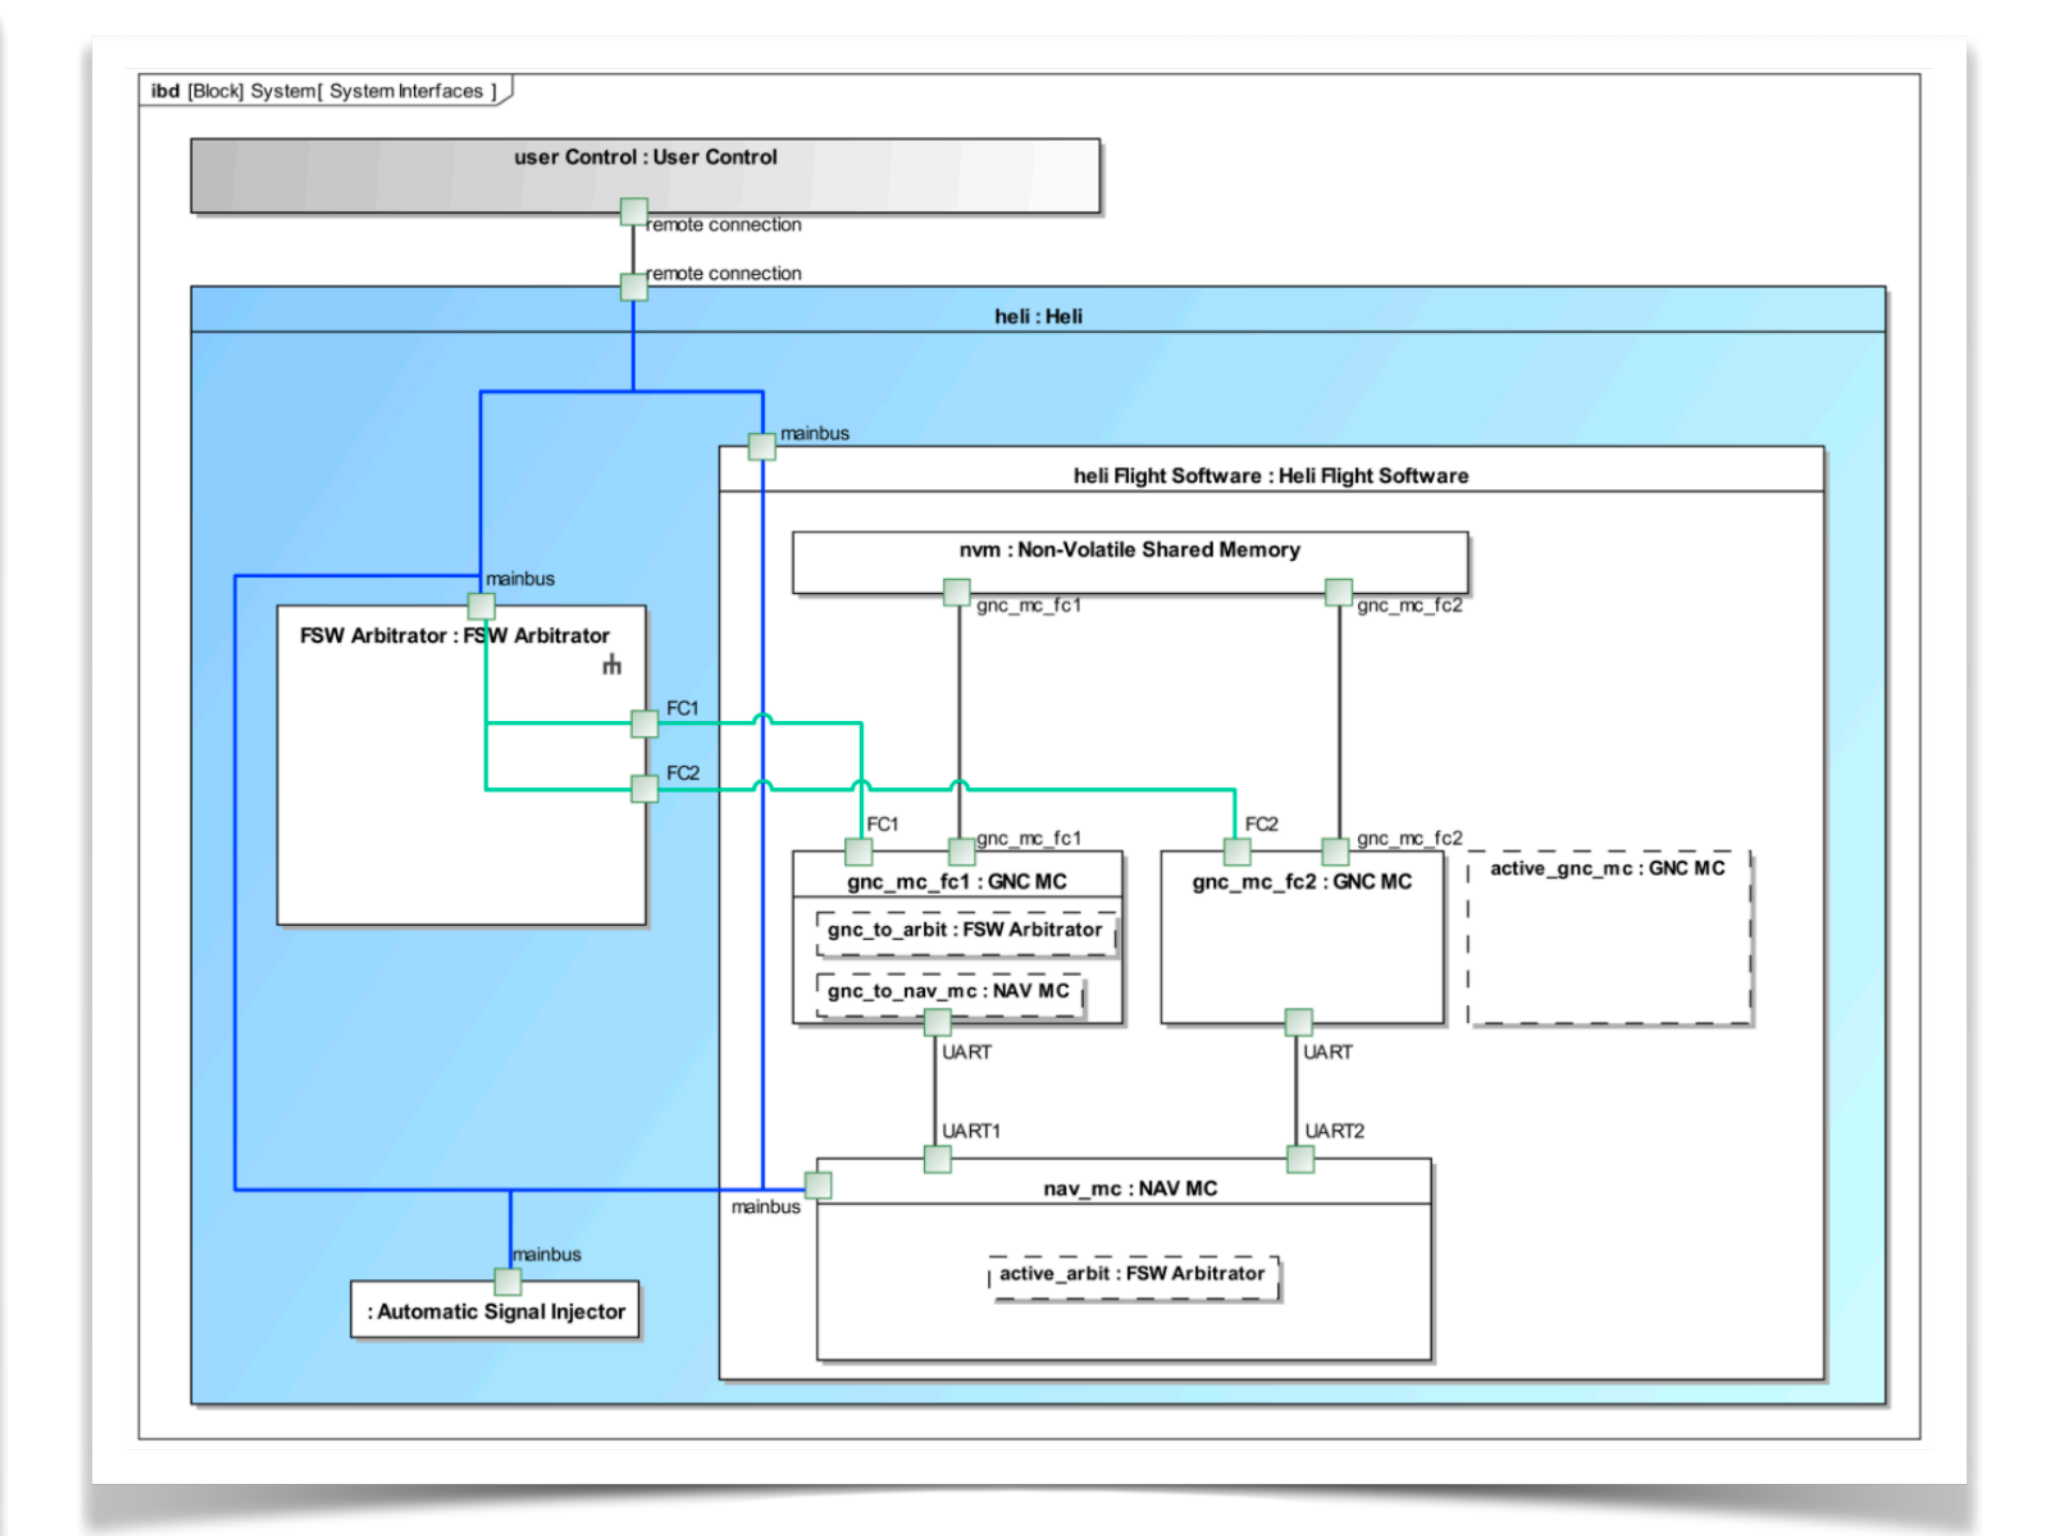 ibd [Block] System[ System Interfaces ]
user Control : User Control
remote connection
remote connection
heli : Heli
mainbus
heli Flight Software : Heli Flight Software
nvm : Non-Volatile Shared Memory
gnc_mc_fc1
gnc_mc_fc2
mainbus
FSW Arbitrator : FSW Arbitrator
FC1
FC2
FC1
gnc_mc_fc1
FC2
gnc_mc_fc2
gnc_mc_fc1 : GNC MC
gnc_mc_fc2 : GNC MC
active_gnc_mc : GNC MC
gnc_to_arbit : FSW Arbitrator
gnc_to_nav_mc : NAV MC
UART
UART
UART1
UART2
mainbus
nav_mc : NAV MC
active_arbit : FSW Arbitrator
mainbus
: Automatic Signal Injector